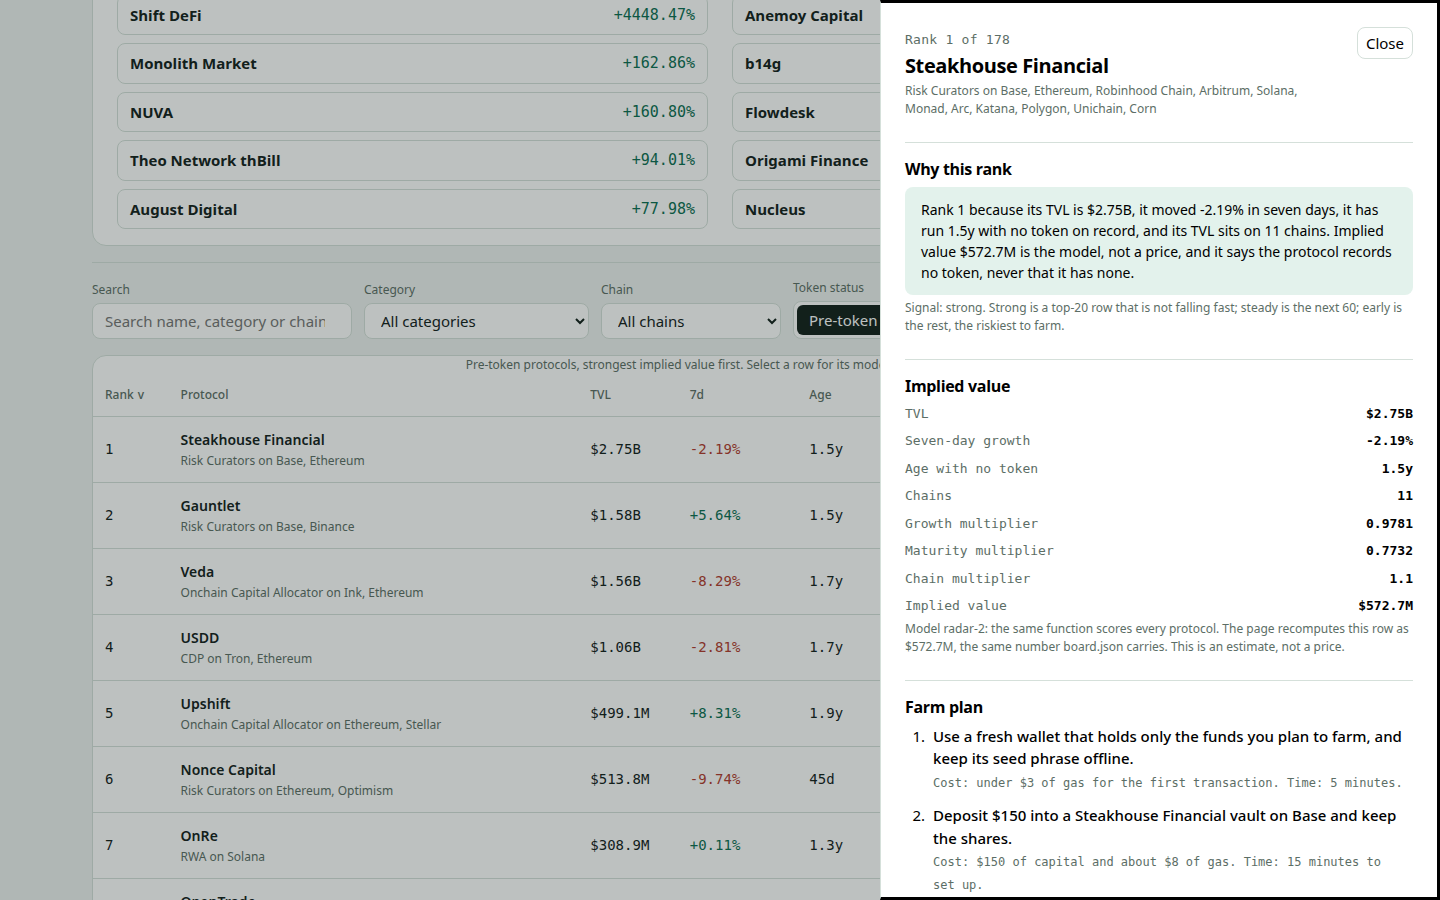 Shift DeFi +4448.47% Anemoy Capital
Monolith Market +162.86% b14g
NUVA +160.80% Flowdesk
Theo Network thBill +94.01% Origami Finance
August Digital +77.98% Nucleus
Search Category Chain Token status
Search name, category or chain All categories All chains Pre-token
Pre-token protocols, strongest implied value first. Select a row for its
Rank v Protocol TVL 7d Age
1 Steakhouse Financial $2.75B -2.19% 1.5y
Risk Curators on Base, Ethereum
2 Gauntlet $1.58B +5.64% 1.5y
Risk Curators on Base, Binance
3 Veda $1.56B -8.29% 1.7y
Onchain Capital Allocator on Ink, Ethereum
4 USDD $1.06B -2.81% 1.7y
CDP on Tron, Ethereum
5 Upshift $499.1M +8.31% 1.9y
Onchain Capital Allocator on Ethereum, Stellar
6 Nonce Capital $513.8M -9.74% 45d
Risk Curators on Ethereum, Optimism
7 OnRe $308.9M +0.11% 1.3y
RWA on Solana
Rank 1 of 178
Close
Steakhouse Financial
Risk Curators on Base, Ethereum, Robinhood Chain, Arbitrum, Solana,
Monad, Arc, Katana, Polygon, Unichain, Corn
Why this rank
Rank 1 because its TVL is $2.75B, it moved -2.19% in seven days, it has
run 1.5y with no token on record, and its TVL sits on 11 chains. Implied
value $572.7M is the model, not a price, and it says the protocol records
no token, never that it has none.
Signal: strong. Strong is a top-20 row that is not falling fast; steady is the next 60; early is
the rest, the riskiest to farm.
Implied value
TVL $2.75B
Seven-day growth -2.19%
Age with no token 1.5y
Chains 11
Growth multiplier 0.9781
Maturity multiplier 0.7732
Chain multiplier 1.1
Implied value $572.7M
Model radar-2: the same function scores every protocol. The page recomputes this row as
$572.7M, the same number board.json carries. This is an estimate, not a price.
Farm plan
1. Use a fresh wallet that holds only the funds you plan to farm, and
keep its seed phrase offline.
Cost: under $3 of gas for the first transaction. Time: 5 minutes.
2. Deposit $150 into a Steakhouse Financial vault on Base and keep
the shares.
Cost: $150 of capital and about $8 of gas. Time: 15 minutes to
set up.